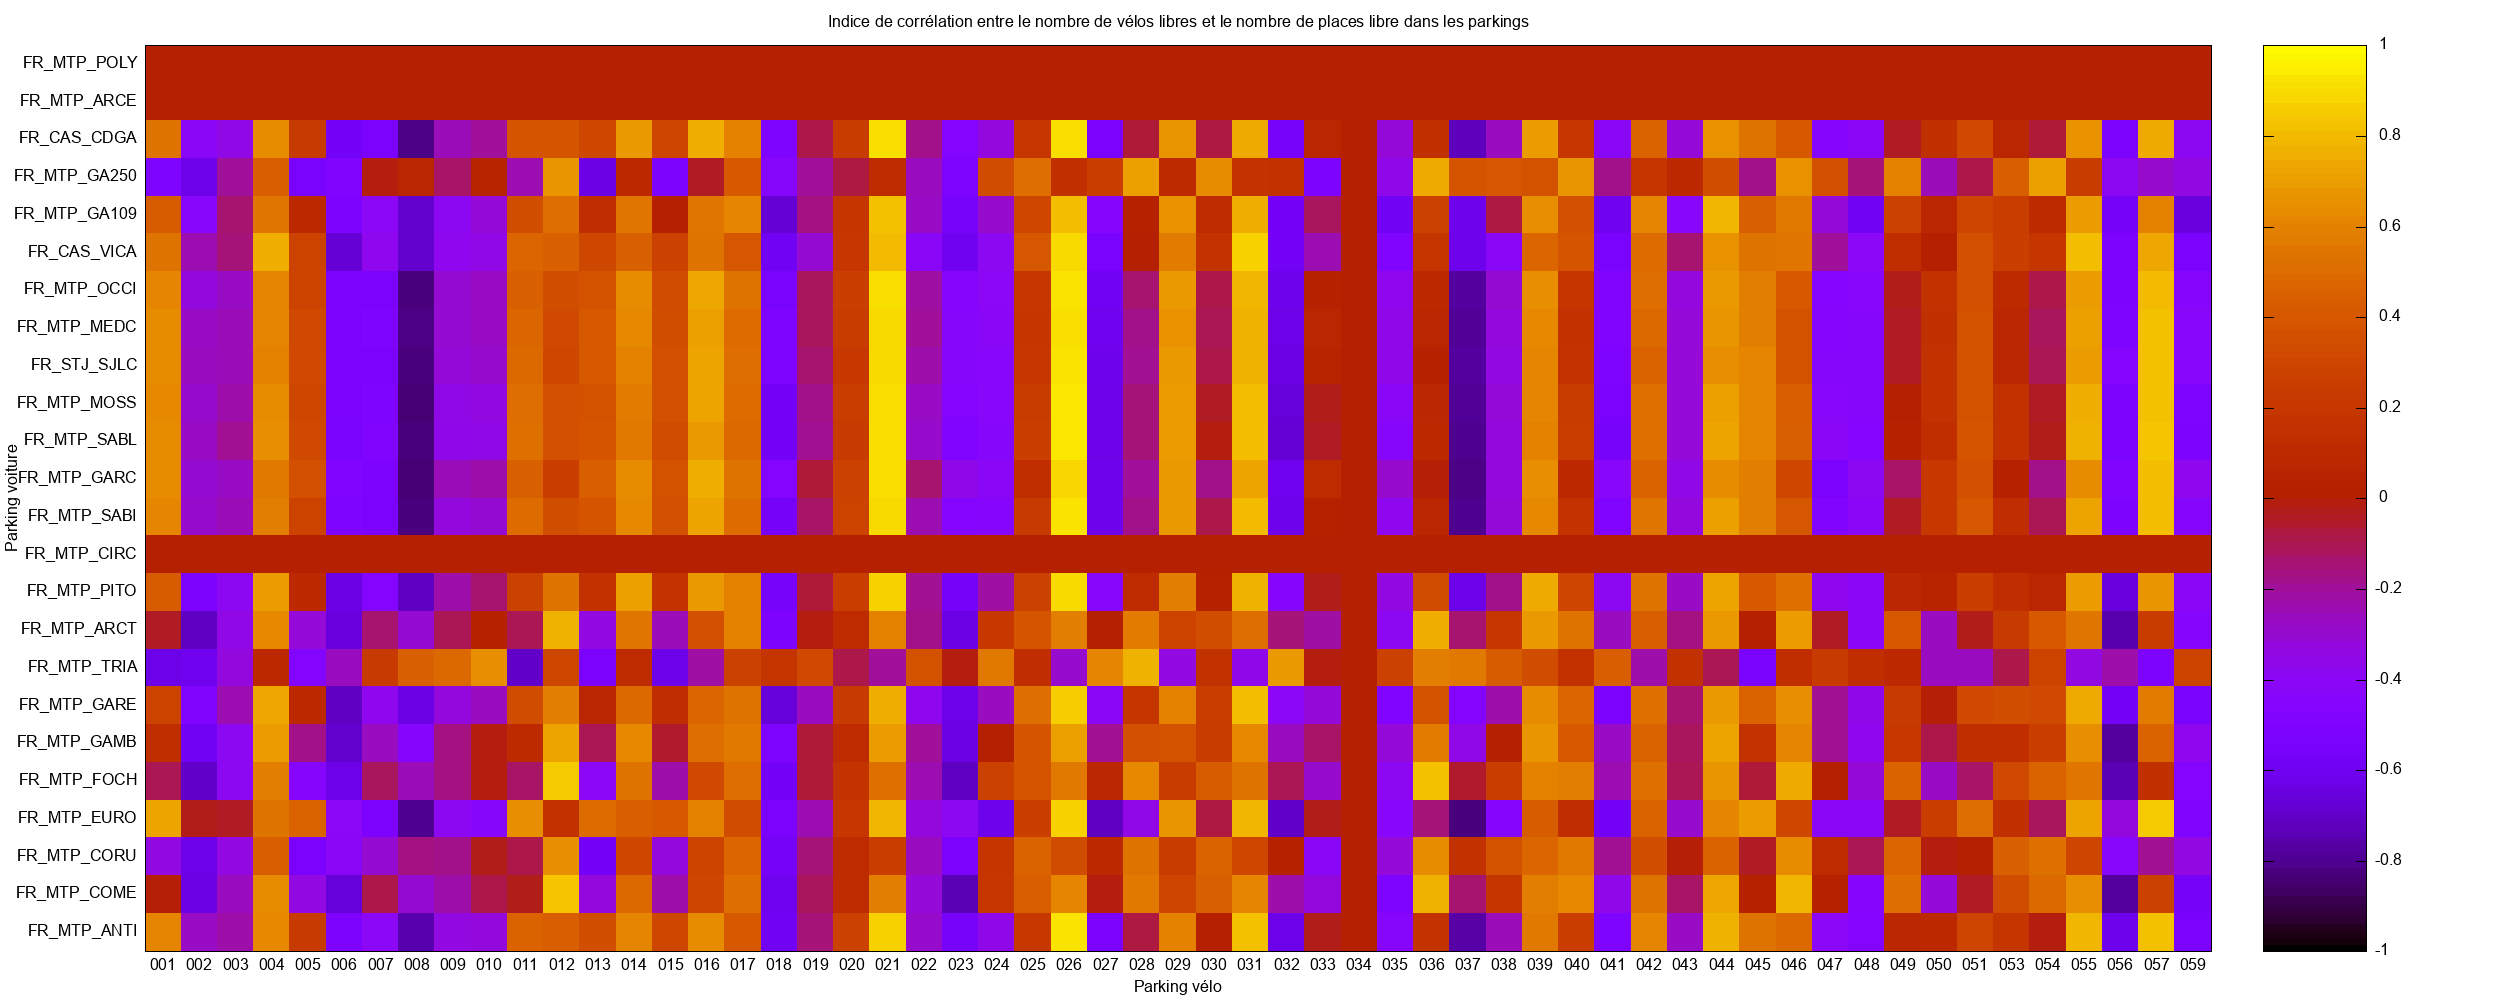 Indice de corrélation entre le nombre de vélos libres et le nombre de places libre dans les parkings
FR_MTP_POLY
FR_MTP_ARCE
FR_CAS_CDGA
FR_MTP_GA250
FR_MTP_GA109
FR_CAS_VICA
FR_MTP_OCCI
FR_MTP_MEDC
FR_STJ_SJLC
FR_MTP_MOSS
FR_MTP_SABL
FR_MTP_GARC
FR_MTP_SABI
FR_MTP_CIRC
FR_MTP_PITO
FR_MTP_ARCT
FR_MTP_TRIA
FR_MTP_GARE
FR_MTP_GAMB
FR_MTP_FOCH
FR_MTP_EURO
FR_MTP_CORU
FR_MTP_COME
FR_MTP_ANTI
Parking voiture
001 002 003 004 005 006 007 008 009 010 011 012 013 014 015 016 017 018 019 020 021 022 023 024 025 026 027 028 029 030 031 032 033 034 035 036 037 038 039 040 041 042 043 044 045 046 047 048 049 050 051 053 054 055 056 057 059
Parking vélo
1
0.8
0.6
0.4
0.2
0
-0.2
-0.4
-0.6
-0.8
-1